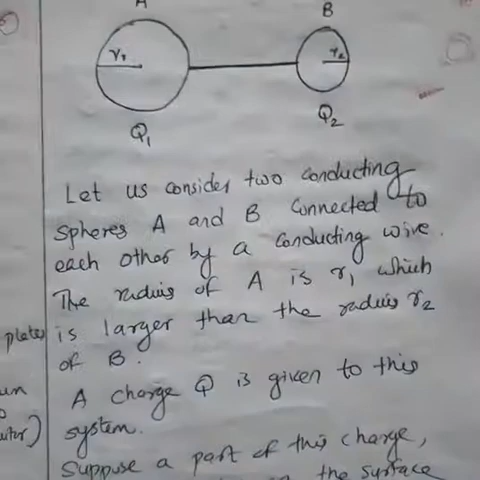 A
B
r1
r2
Q1
Q2
Let us consider two conducting
spheres A and B connected to
each other by a conducting wire.
The radius of A is r1 which
is larger than the radius r2
of B.
A charge Q is given to this
system.
Suppose a part of this charge,
the surface
plates